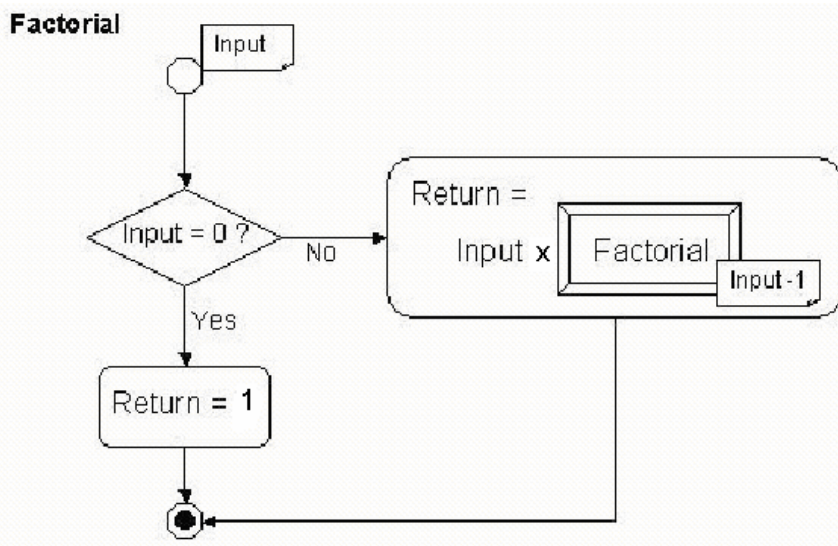 Factorial
Input
Input = 0 ?
No
Return =
Input x Factorial
Input-1
Yes
Return = 1